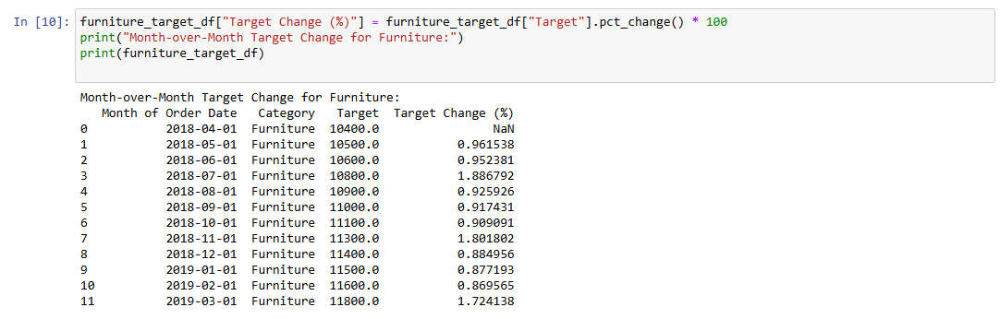 In [10]: furniture_target_df["Target Change (%)"] = furniture_target_df["Target"].pct_change() * 100
print("Month-over-Month Target Change for Furniture:")
print(furniture_target_df)
Month-over-Month Target Change for Furniture:
   Month of Order Date   Category   Target  Target Change (%)
0           2018-04-01  Furniture  10400.0                NaN
1           2018-05-01  Furniture  10500.0           0.961538
2           2018-06-01  Furniture  10600.0           0.952381
3           2018-07-01  Furniture  10800.0           1.886792
4           2018-08-01  Furniture  10900.0           0.925926
5           2018-09-01  Furniture  11000.0           0.917431
6           2018-10-01  Furniture  11100.0           0.909091
7           2018-11-01  Furniture  11300.0           1.801802
8           2018-12-01  Furniture  11400.0           0.884956
9           2019-01-01  Furniture  11500.0           0.877193
10          2019-02-01  Furniture  11600.0           0.869565
11          2019-03-01  Furniture  11800.0           1.724138